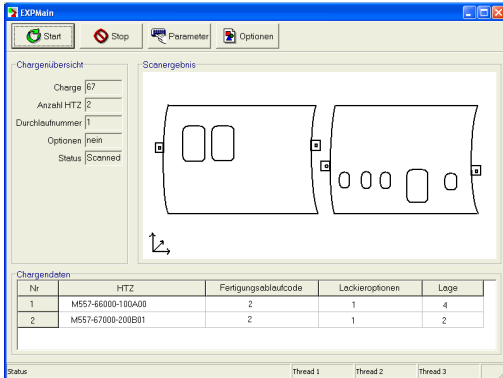 EXPMain
Start Stop Parameter Optionen
Chargenübersicht
Charge 67
Anzahl HTZ 2
Durchlaufnummer 1
Optionen nein
Status Scanned
Scanergebnis
Chargendaten
Nr HTZ Fertigungsablaufcode Lackieroptionen Lage
1 M557-66000-100A00 2 1 4
2 M557-67000-200B01 2 1 2
Status Thread 1 Thread 2 Thread 3